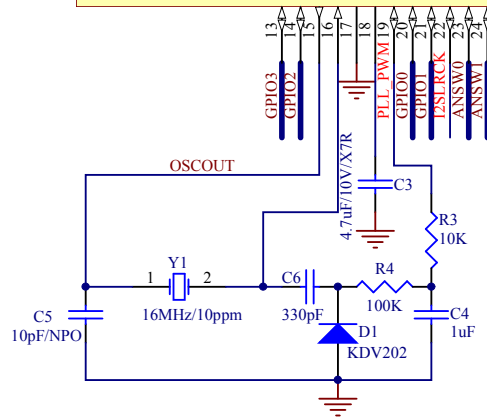 13
14
15
16
17
18
19
20
21
22
23
24
GPIO3
GPIO2
PLL_PWM
GPIO0
GPIO1
I2SLRCK
ANSW0
ANSW1
OSCOUT
4.7uF/10V/X7R
C3
R3
10K
Y1
1
2
16MHz/10ppm
C6
330pF
R4
100K
C5
10pF/NPO
D1
KDV202
C4
1uF